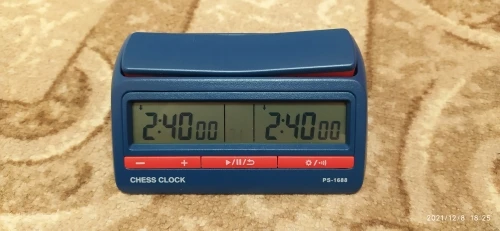 2:40 00 2:40 00
− + ▶/II/⮌ ⚙/•)))
CHESS CLOCK PS-1688
2021/12/6 18:25